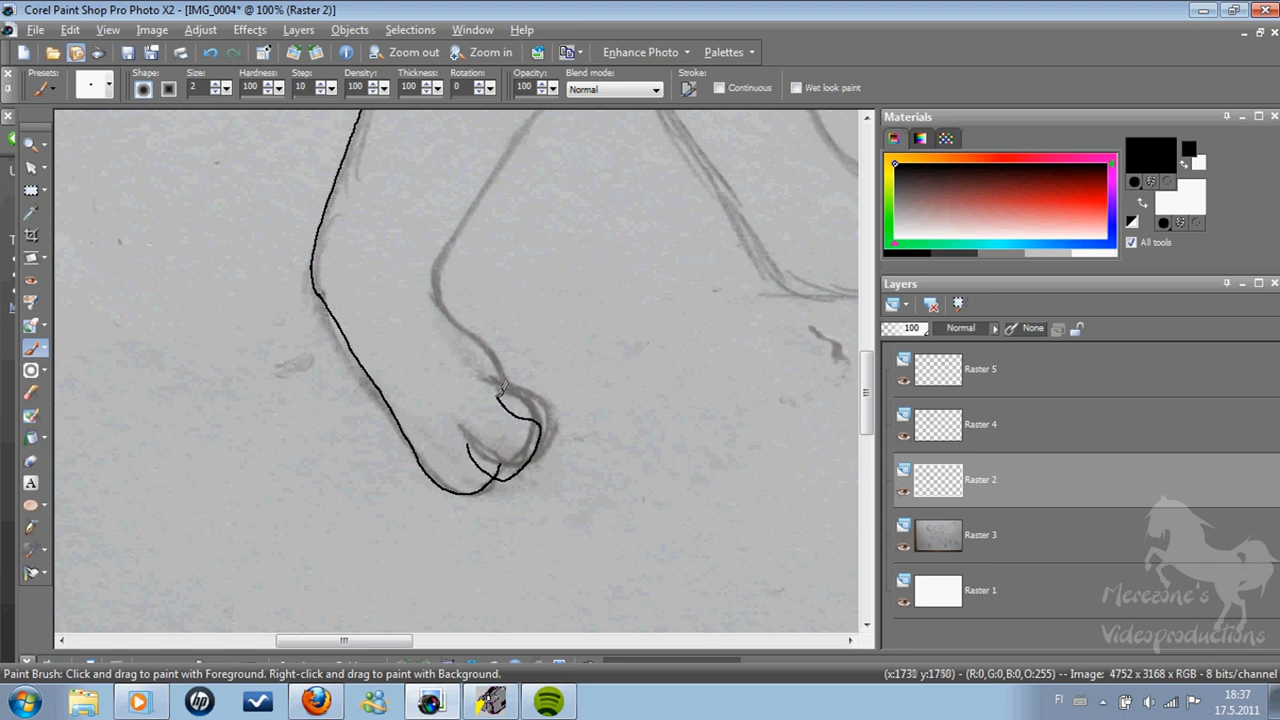 Corel Paint Shop Pro Photo X2 - [IMG_0004* @ 100% (Raster 2)]
File Edit View Image Adjust Effects Layers Objects Selections Window Help
Zoom out Zoom in Enhance Photo Palettes
Presets: Shape: Size: Hardness: Step: Density: Thickness: Rotation: Opacity: Blend mode: Stroke:
2 100 10 100 100 0 100 Normal Continuous Wet look paint
Materials
All tools
Layers
100 Normal None
Raster 5
Raster 4
Raster 2
Raster 3
Raster 1
Merezone's
Videoproductions
Paint Brush: Click and drag to paint with Foreground. Right-click and drag to paint with Background.
(R:0,G:0,B:0,O:255) - Image: 4752 x 3168 x RGB - 8 bits/channel
FI
18:37
17.5.2011